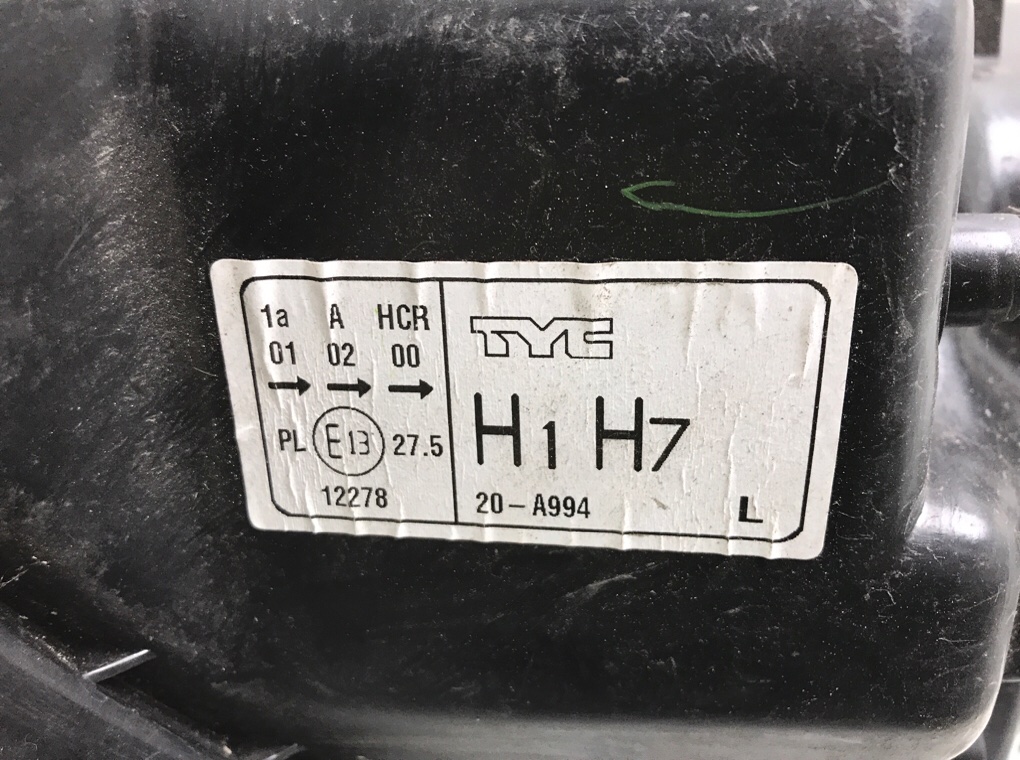 1a A HCR
01 02 00
→ → →
PL E13 27.5
12278
TYC
H1 H7
20-A994
L